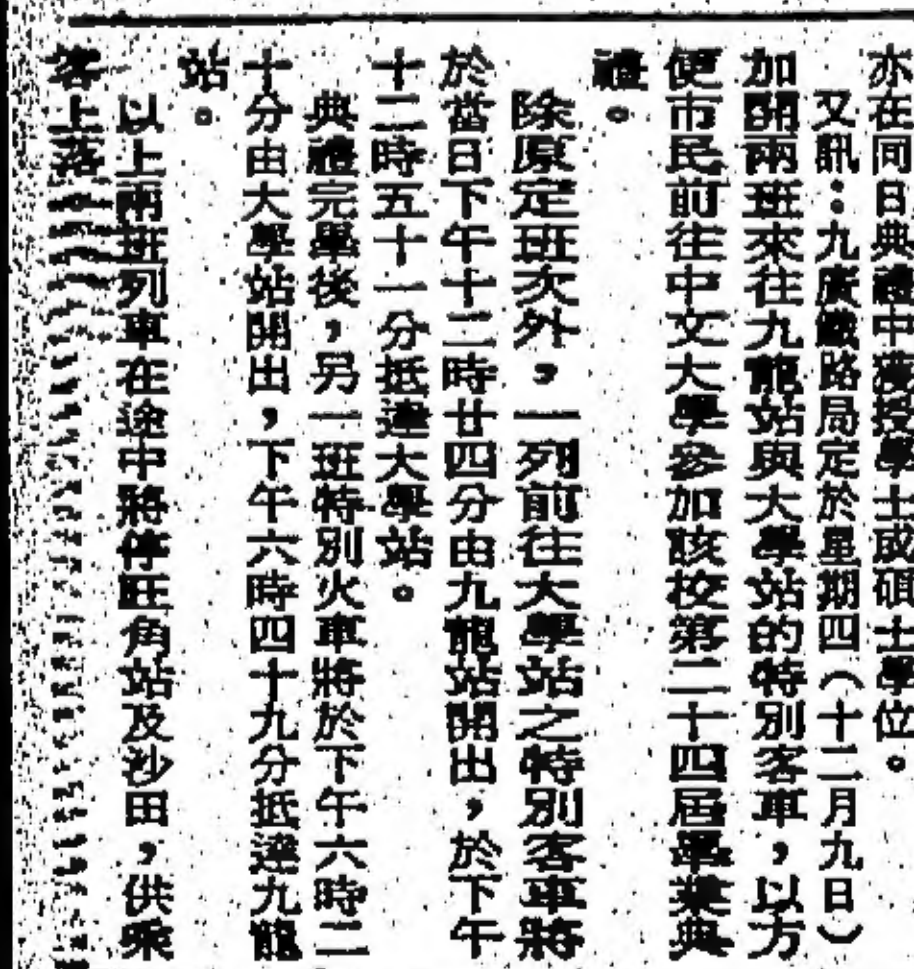 亦在同日典禮中獲授學士或碩士學位。
又訊：九廣鐵路局定於星期四（十二月九日）
加開兩班來往九龍站與大學站的特別客車，以方
便市民前往中文大學參加該校第二十四屆畢業典
禮。
除原定班次外，一列前往大學站之特別客車將
於當日下午十二時廿四分由九龍站開出，於下午
十二時五十一分抵達大學站。
典禮完畢後，另一班特別火車將於下午六時二
十分由大學站開出，下午六時四十九分抵達九龍
站。
以上兩班列車在途中將停旺角站及沙田，供乘
客上落